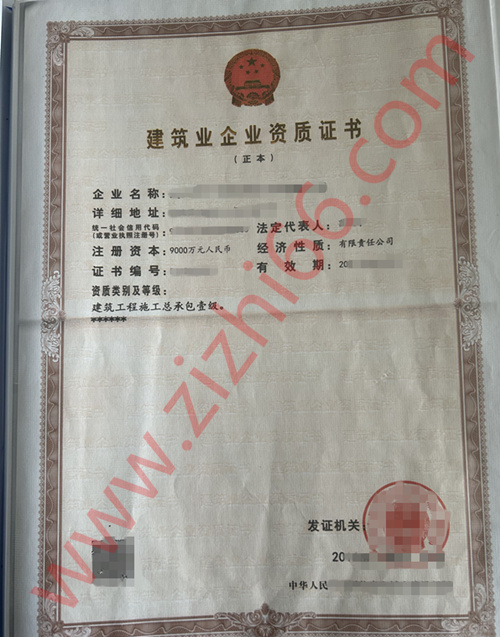 建筑业企业资质证书
（正本）
企业名称：
详细地址：
统一社会信用代码
(或营业执照注册号)：
法定代表人：
注册资本：9000万元人民币
经济性质：有限责任公司
证书编号：
有效期：20
资质类别及等级：
建筑工程施工总承包壹级。
******
发证机关：
20
中华人民
www.zizhi66.com